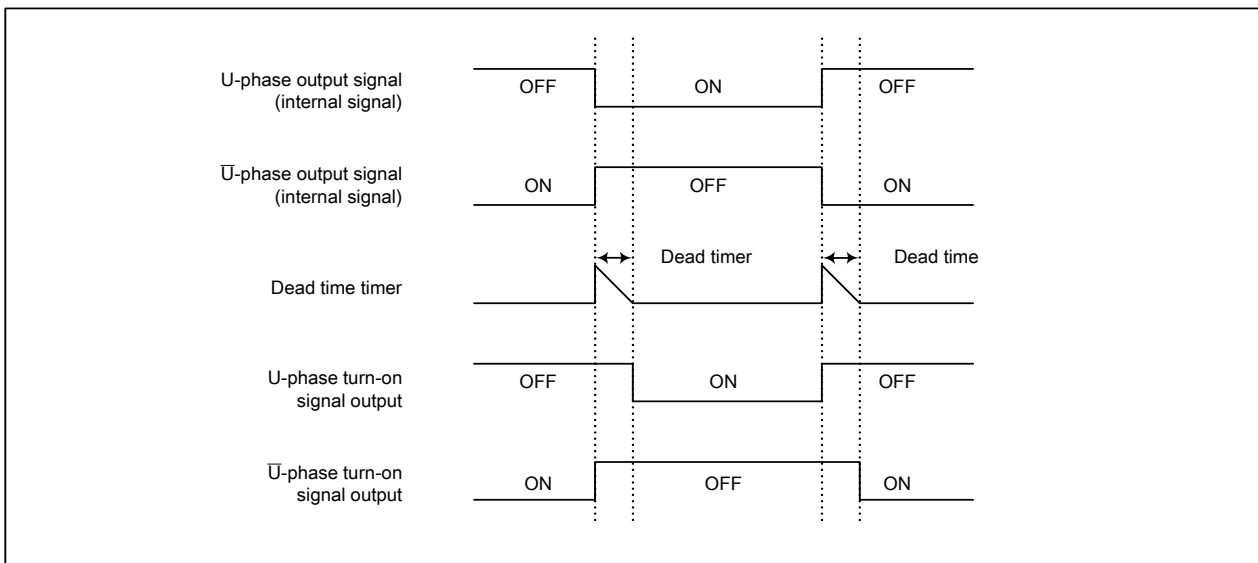 U-phase output signal
(internal signal)
OFF
ON
OFF
U̅-phase output signal
(internal signal)
ON
OFF
ON
Dead time timer
Dead timer
Dead time
U-phase turn-on
signal output
OFF
ON
OFF
U̅-phase turn-on
signal output
ON
OFF
ON